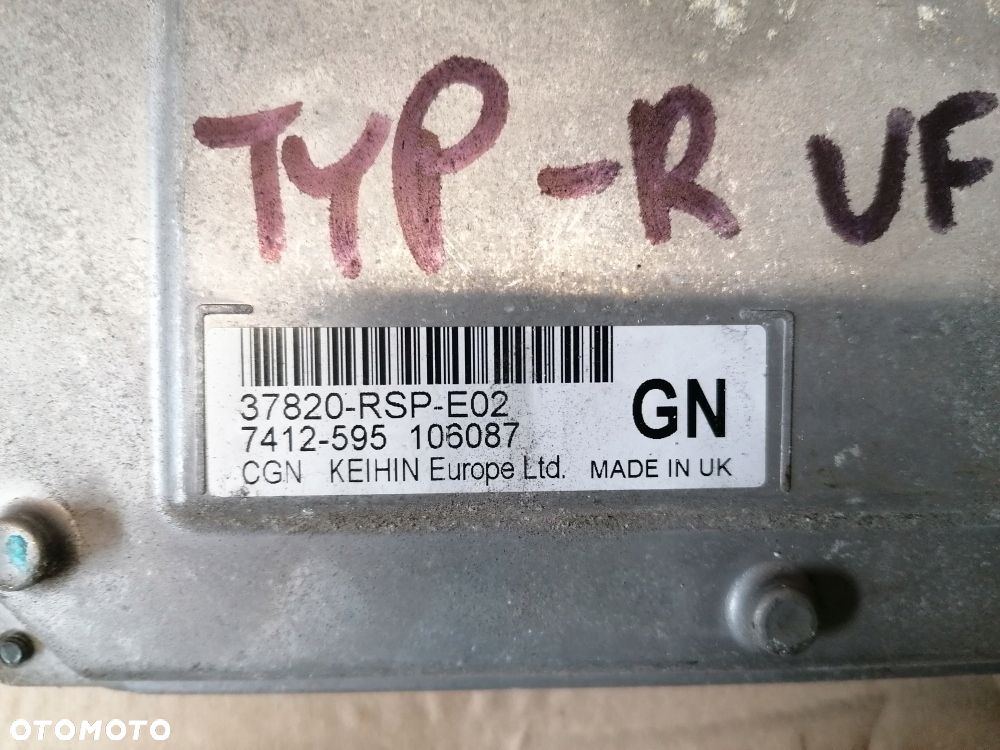 TYP-R UF
37820-RSP-E02
GN
7412-595 106087
CGN KEIHIN Europe Ltd. MADE IN UK
OTOMOTO